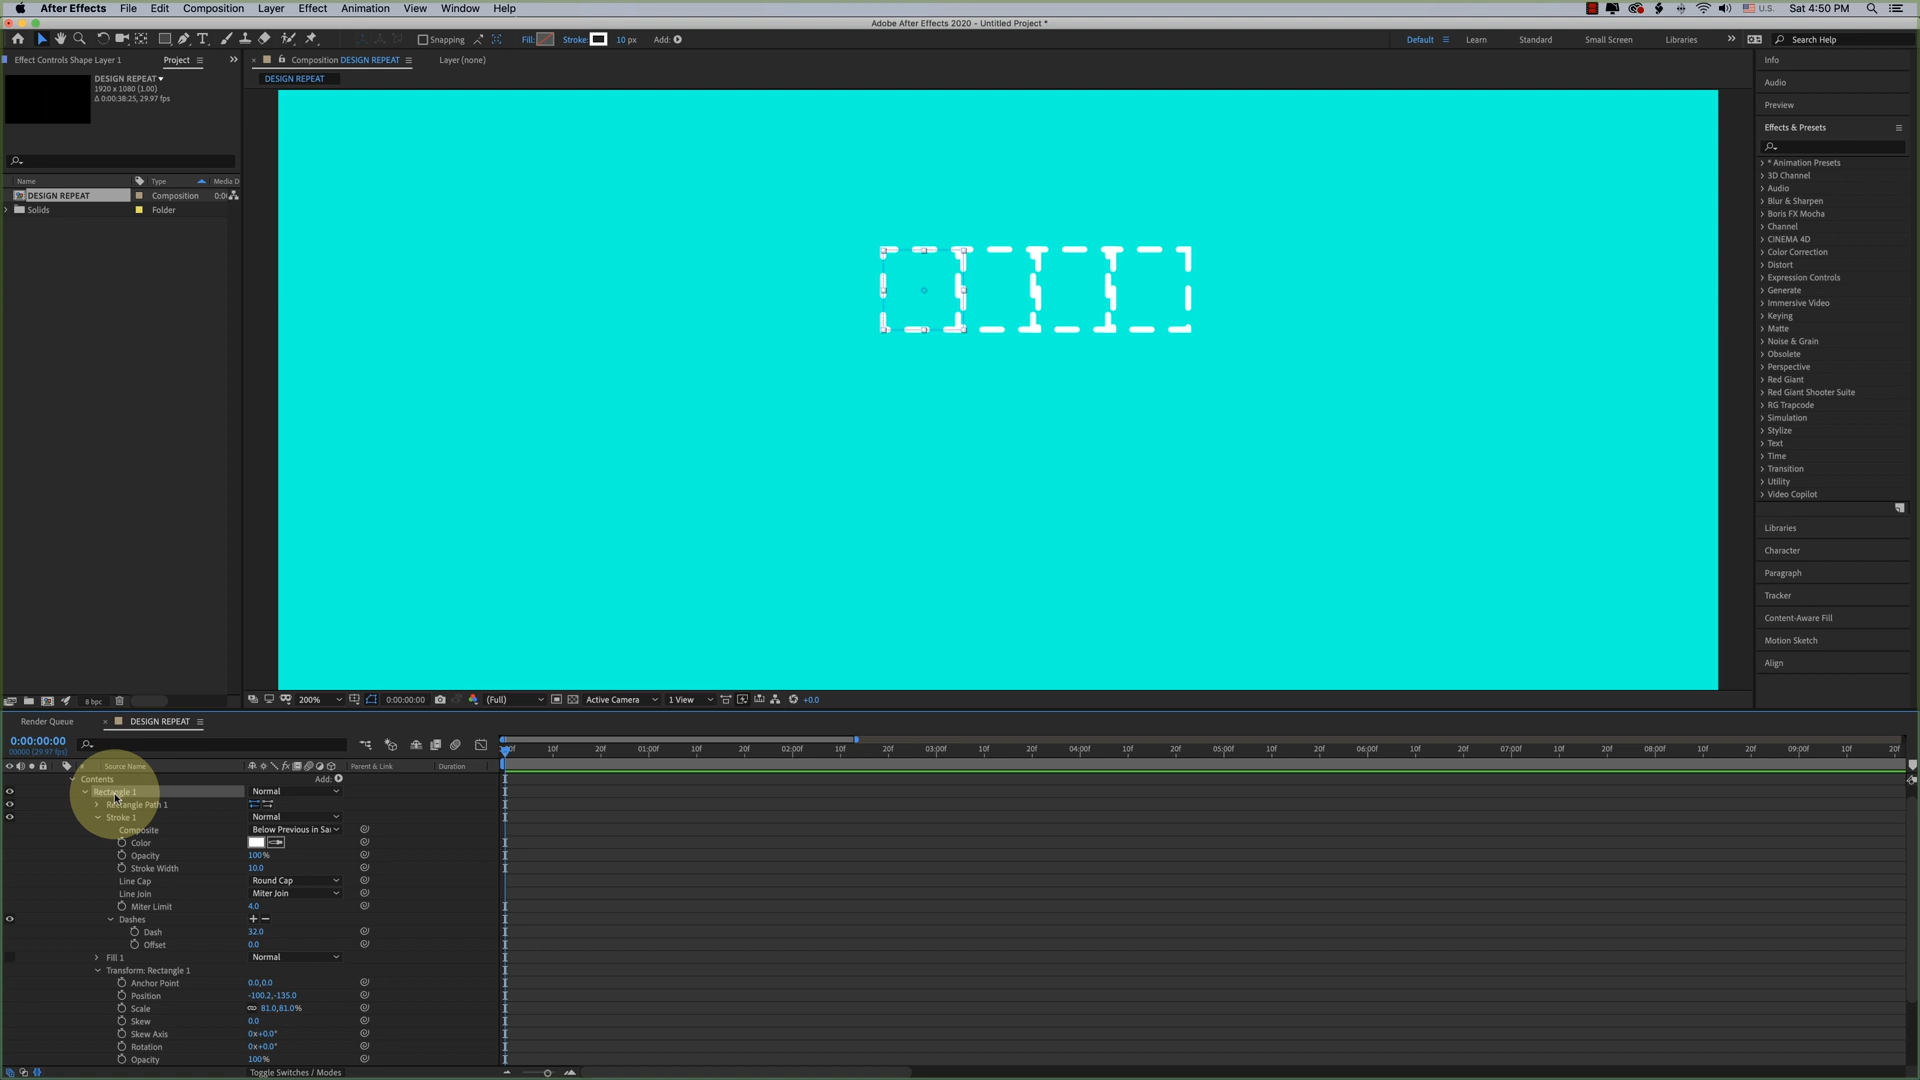 After Effects File Edit Composition Layer Effect Animation View Window Help U.S. Sat 4:50 PM
Adobe After Effects 2020 - Untitled Project *
Snapping Fill: Stroke: 10 px Add: Default Learn Standard Small Screen Libraries Search Help
Effect Controls Shape Layer 1 Project Composition DESIGN REPEAT Layer (none) Info
DESIGN REPEAT
1920 x 1080 (1.00)
Δ 0:00:38:25, 29.97 fps
DESIGN REPEAT
Audio
Preview
Effects & Presets
* Animation Presets
3D Channel
Audio
Blur & Sharpen
Boris FX Mocha
Channel
CINEMA 4D
Color Correction
Distort
Expression Controls
Generate
Immersive Video
Keying
Matte
Noise & Grain
Obsolete
Perspective
Red Giant
Red Giant Shooter Suite
RG Trapcode
Simulation
Stylize
Text
Time
Transition
Utility
Video Copilot
Libraries
Character
Paragraph
Tracker
Content-Aware Fill
Motion Sketch
Align
Name Type Media D
DESIGN REPEAT Composition 0:0
Solids Folder
8 bpc 200% 0:00:00:00 (Full) Active Camera 1 View +0.0
Render Queue DESIGN REPEAT
0:00:00:00
00000 (29.97 fps)
:00f 10f 20f 01:00f 10f 20f 02:00f 10f 20f 03:00f 10f 20f 04:00f 10f 20f 05:00f 10f 20f 06:00f 10f 20f 07:00f 10f 20f 08:00f 10f 20f 09:00f 10f 20f
# Source Name Parent & Link Duration
Contents Add:
Rectangle 1 Normal
Rectangle Path 1
Stroke 1 Normal
Composite Below Previous in Sa
Color
Opacity 100%
Stroke Width 10.0
Line Cap Round Cap
Line Join Miter Join
Miter Limit 4.0
Dashes + −
Dash 32.0
Offset 0.0
Fill 1 Normal
Transform: Rectangle 1
Anchor Point 0.0,0.0
Position -100.2,-135.0
Scale 81.0,81.0%
Skew 0.0
Skew Axis 0x+0.0°
Rotation 0x+0.0°
Opacity 100%
Toggle Switches / Modes